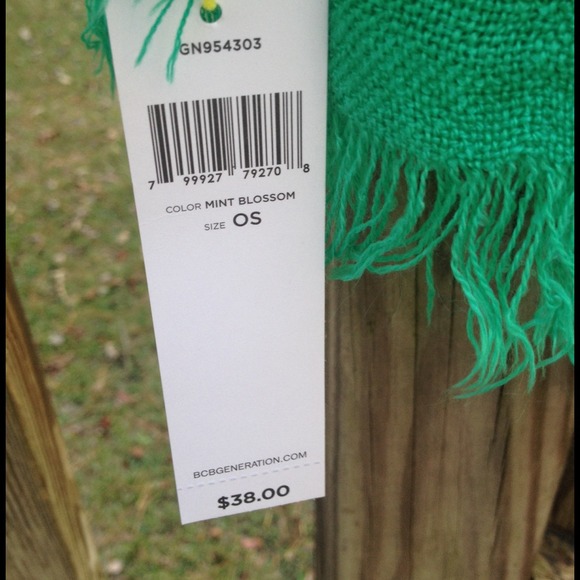 GN954303
7 99927 79270 8
COLOR MINT BLOSSOM
SIZE OS
BCBGENERATION.COM
$38.00